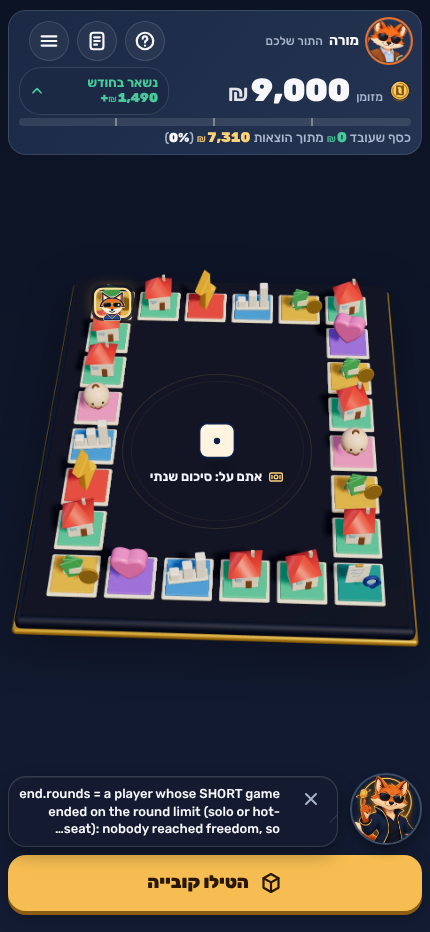 מורה התור שלכם
מזומן 9,000 ₪
נשאר בחודש
+₪1,490
כסף שעובד ₪0 מתוך הוצאות ₪7,310 (0%)
אתם על: סיכום שנתי
end.rounds = a player whose SHORT game
ended on the round limit (solo or hot-
seat): nobody reached freedom, so…
הטילו קובייה